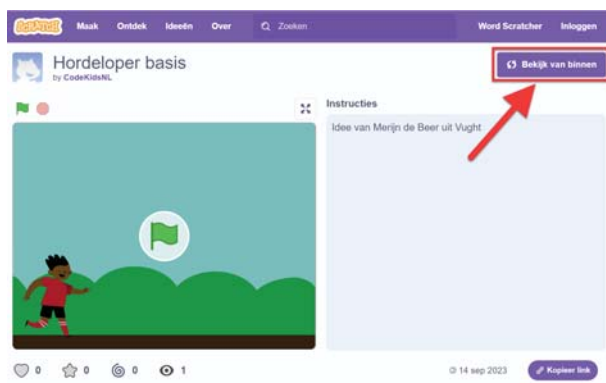 SCRATCH Maak Ontdek Ideeën Over Zoeken Word Scratcher Inloggen
Hordeloper basis
by CodeKidsNL
Bekijk van binnen
Instructies
Idee van Merijn de Beer uit Vught
0 0 0 1
14 sep 2023
Kopieer link